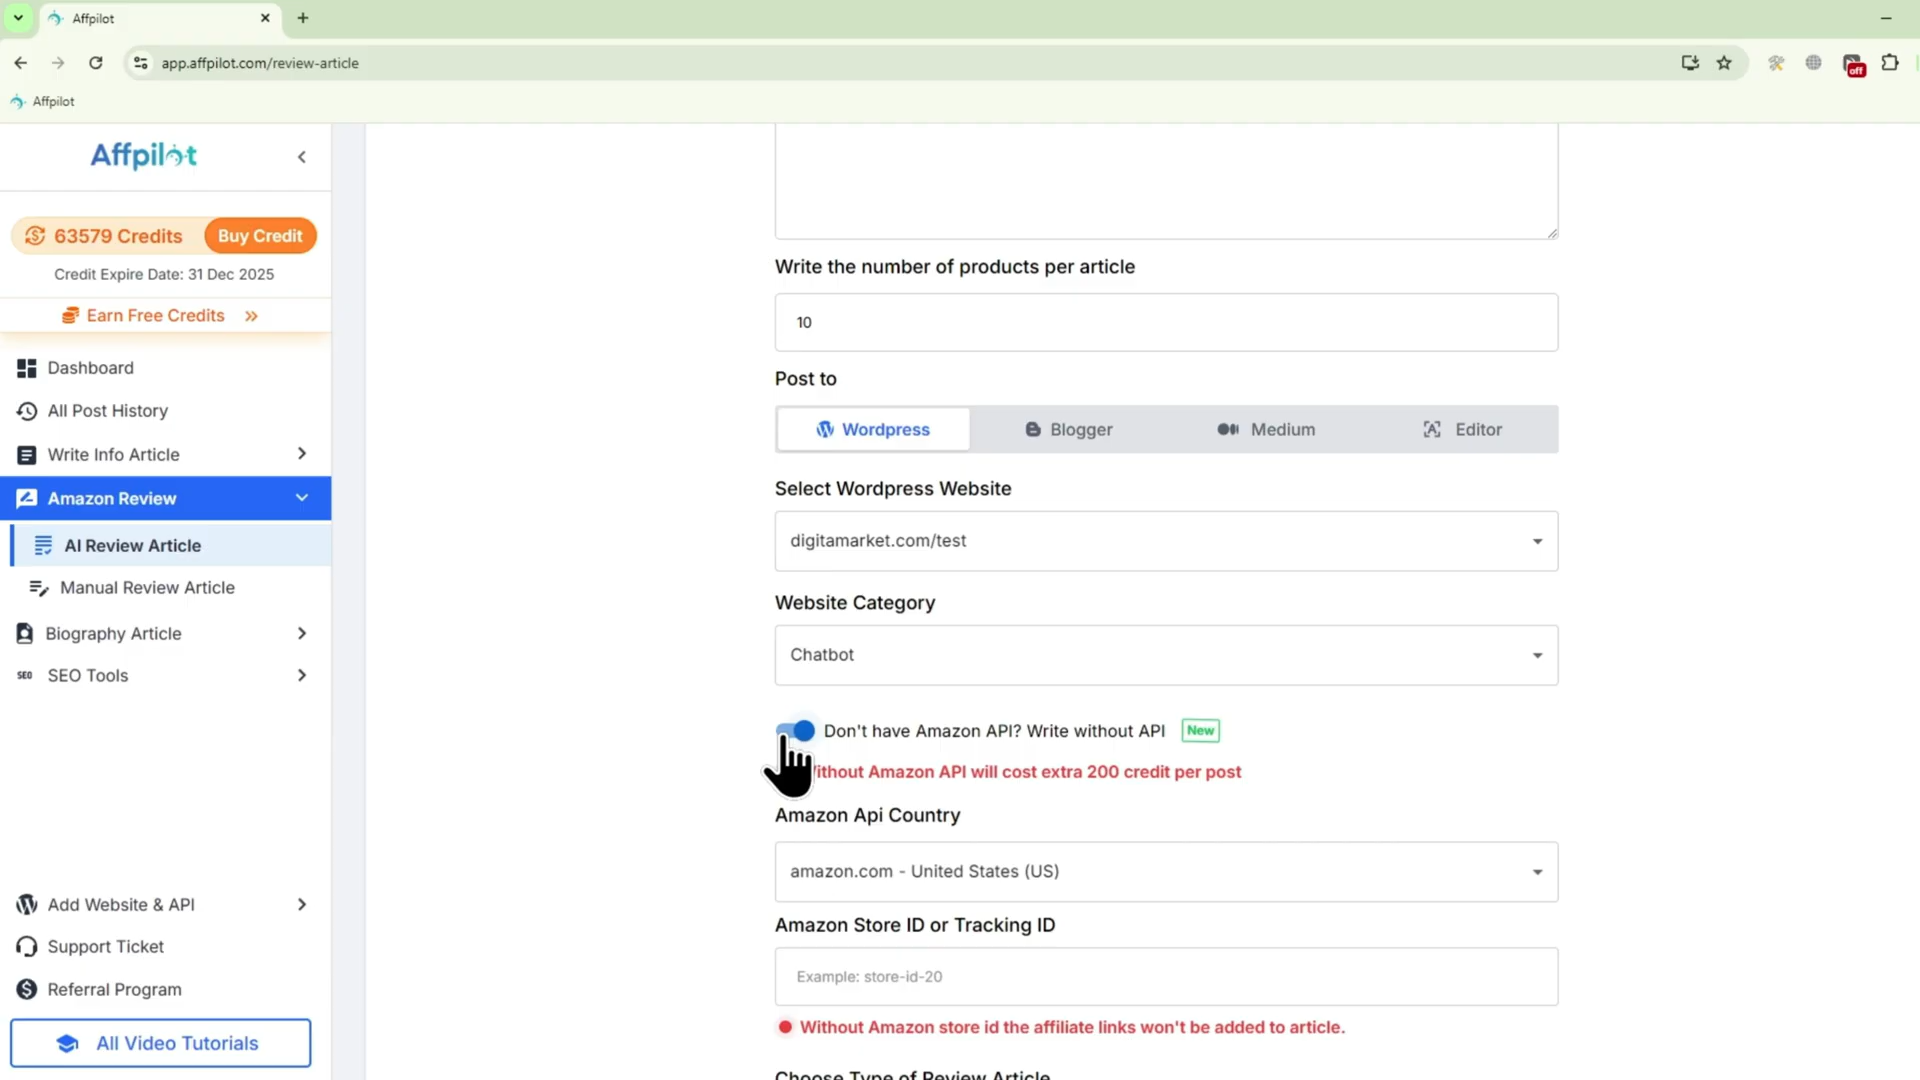 Affpilot
app.affpilot.com/review-article
off
Affpilot
Affpilot
63579 Credits
Buy Credit
Credit Expire Date: 31 Dec 2025
Earn Free Credits
Dashboard
All Post History
Write Info Article
Amazon Review
AI Review Article
Manual Review Article
Biography Article
SEO SEO Tools
Add Website & API
Support Ticket
Referral Program
All Video Tutorials
Write the number of products per article
10
Post to
Wordpress
Blogger
Medium
Editor
Select Wordpress Website
digitamarket.com/test
Website Category
Chatbot
Don't have Amazon API? Write without API New
ithout Amazon API will cost extra 200 credit per post
Amazon Api Country
amazon.com - United States (US)
Amazon Store ID or Tracking ID
Example: store-id-20
Without Amazon store id the affiliate links won't be added to article.
Choose Type of Review Article